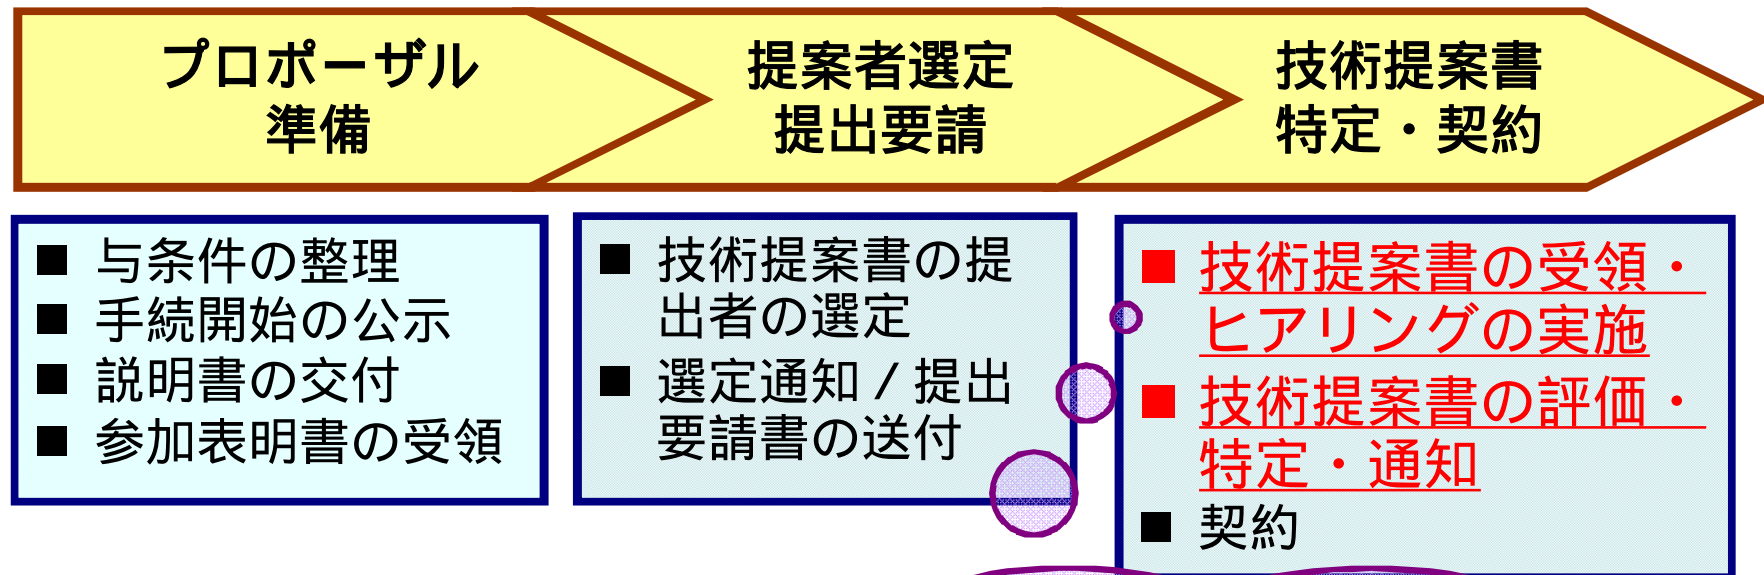 プロポーザル
準備
提案者選定
提出要請
技術提案書
特定・契約
■ 与条件の整理
■ 手続開始の公示
■ 説明書の交付
■ 参加表明書の受領
■ 技術提案書の提
出者の選定
■ 選定通知/提出
要請書の送付
■ 技術提案書の受領・
ヒアリングの実施
■ 技術提案書の評価・
特定・通知
■ 契約